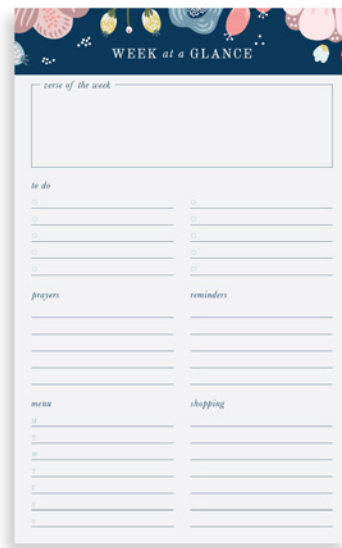 WEEK at a GLANCE
verse of the week
to do
prayers
reminders
menu
shopping
M
T
W
T
F
S
S